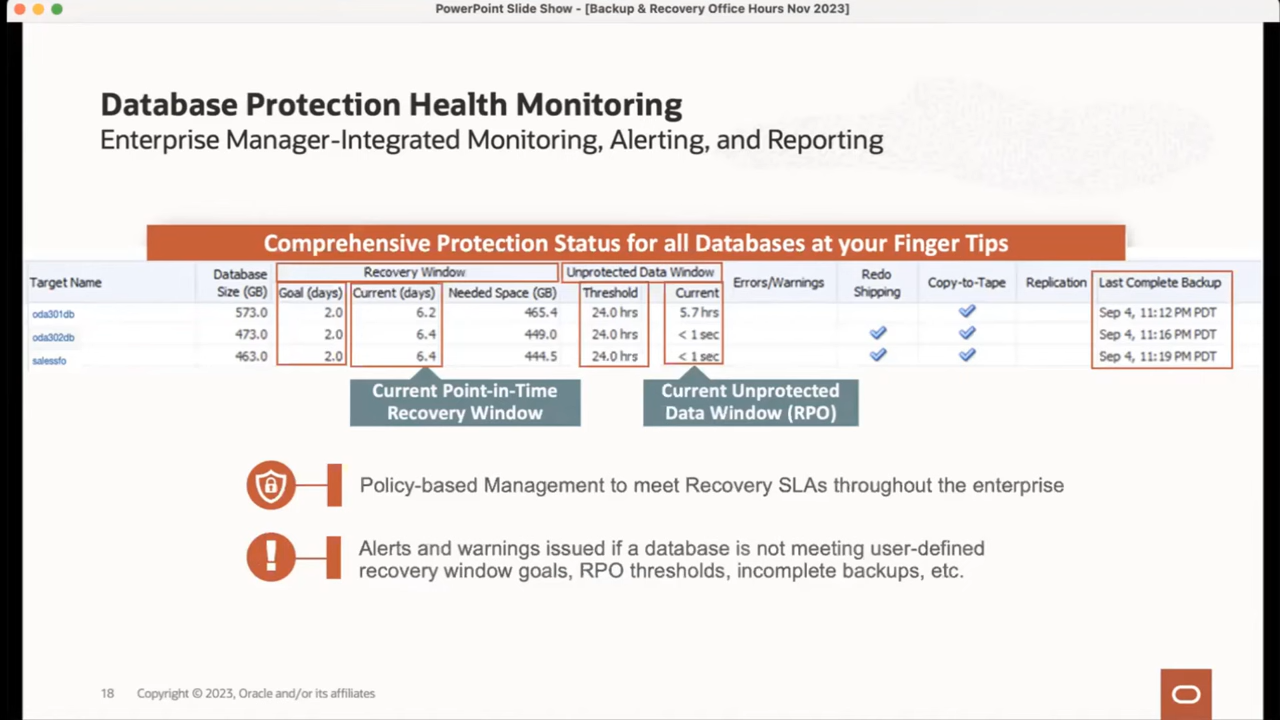 PowerPoint Slide Show - [Backup & Recovery Office Hours Nov 2023]
Database Protection Health Monitoring
Enterprise Manager-Integrated Monitoring, Alerting, and Reporting
Comprehensive Protection Status for all Databases at your Finger Tips
Target Name Database Size (GB) Recovery Window Goal (days) Current (days) Needed Space (GB) Unprotected Data Window Threshold Current Errors/Warnings Redo Shipping Copy-to-Tape Replication Last Complete Backup
oda301db 573.0 2.0 6.2 465.4 24.0 hrs 5.7 hrs Sep 4, 11:12 PM PDT
oda302db 473.0 2.0 6.4 449.0 24.0 hrs < 1 sec Sep 4, 11:16 PM PDT
salessfo 463.0 2.0 6.4 444.5 24.0 hrs < 1 sec Sep 4, 11:19 PM PDT
Current Point-in-Time
Recovery Window
Current Unprotected
Data Window (RPO)
Policy-based Management to meet Recovery SLAs throughout the enterprise
Alerts and warnings issued if a database is not meeting user-defined
recovery window goals, RPO thresholds, incomplete backups, etc.
18 Copyright © 2023, Oracle and/or its affiliates